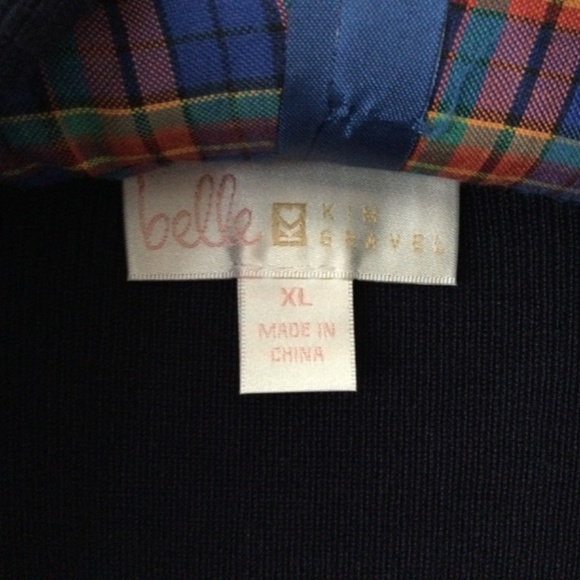 belle K KIM
GRAVEL
XL
MADE IN
CHINA